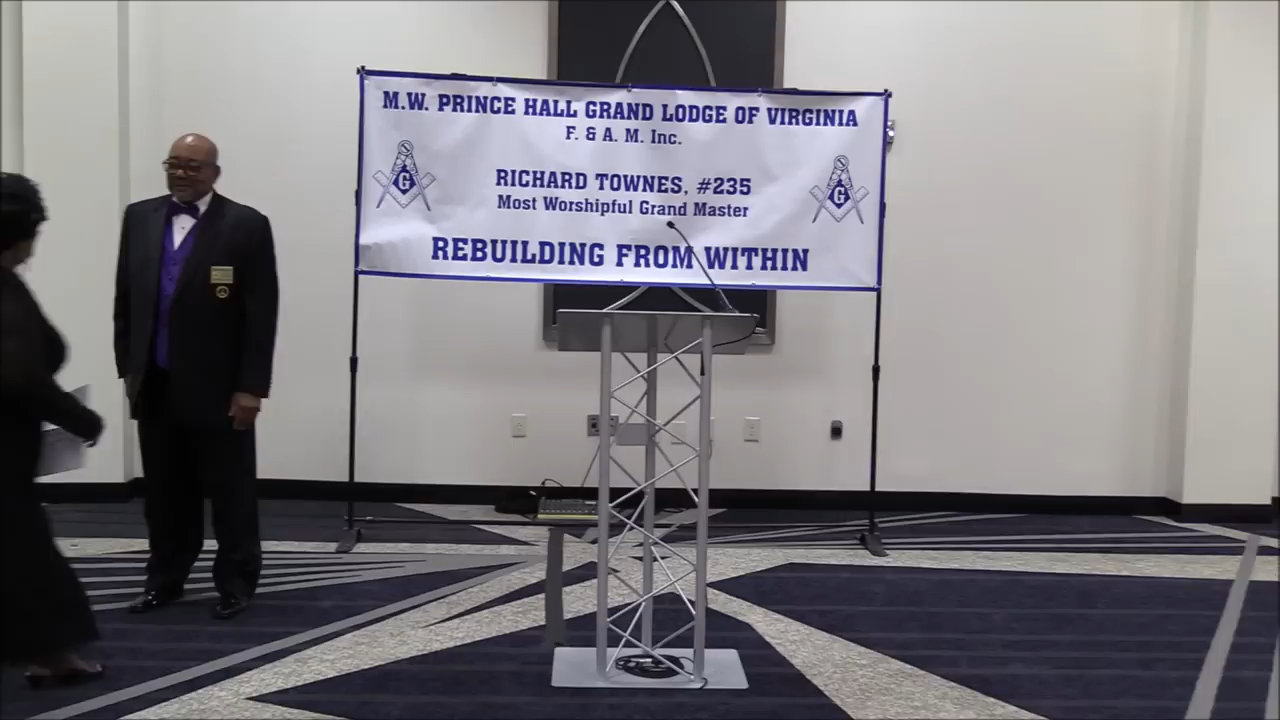 M.W. PRINCE HALL GRAND LODGE OF VIRGINIA
F. & A. M. Inc.
RICHARD TOWNES, #235
Most Worshipful Grand Master
REBUILDING FROM WITHIN
G
G